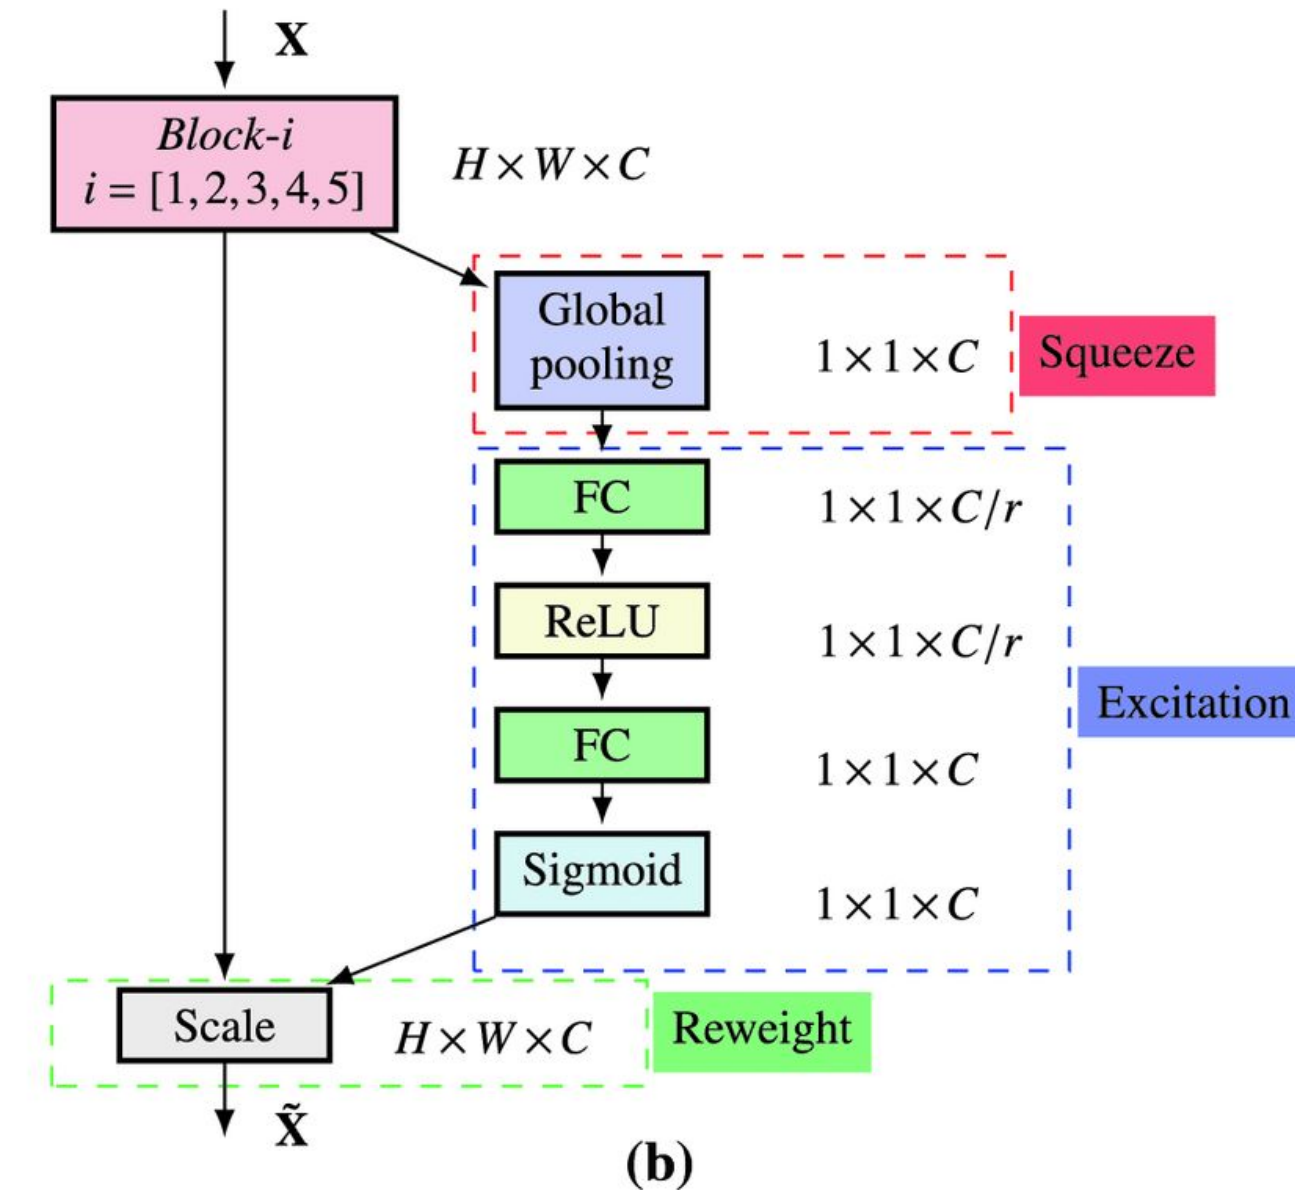 X
Block-i
i = [1,2,3,4,5]
H×W×C
Global
pooling
1×1×C
Squeeze
FC
1×1×C/r
ReLU
1×1×C/r
Excitation
FC
1×1×C
Sigmoid
1×1×C
Scale
H×W×C
Reweight
X̃
(b)